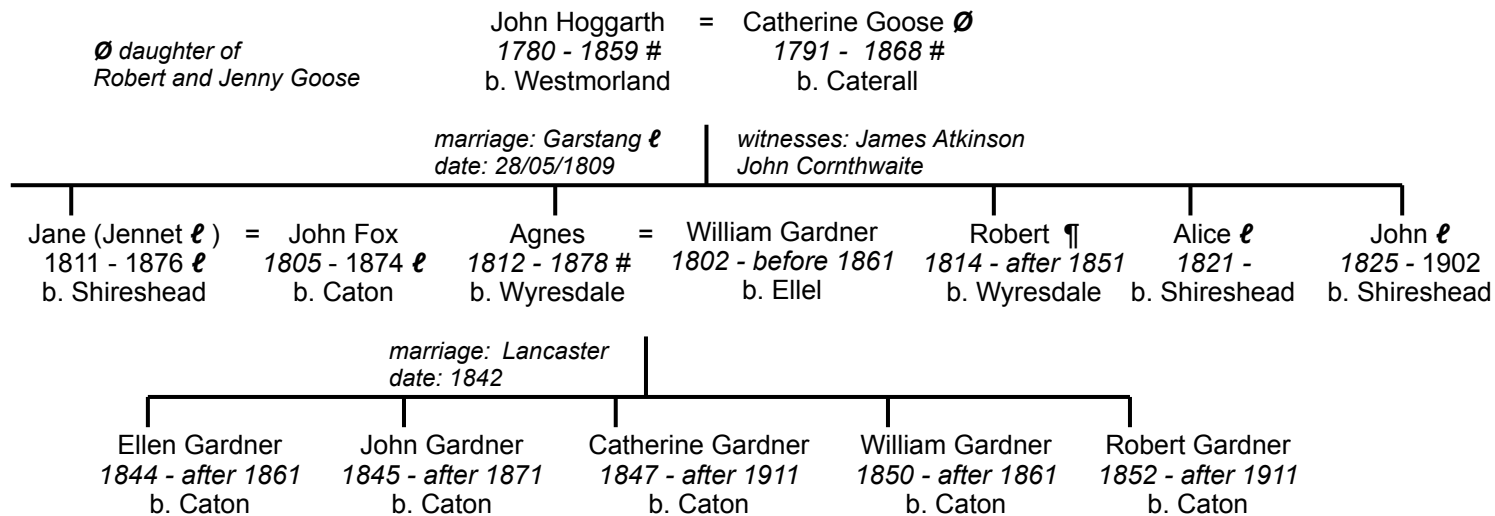 John Hoggarth = Catherine Goose Ø
1780 - 1859 # 1791 - 1868 #
b. Westmorland b. Caterall
Ø daughter of
Robert and Jenny Goose
marriage: Garstang ℓ
date: 28/05/1809
witnesses: James Atkinson
John Cornthwaite
Jane (Jennet ℓ ) = John Fox Agnes = William Gardner Robert ¶ Alice ℓ John ℓ
1811 - 1876 ℓ 1805 - 1874 ℓ 1812 - 1878 # 1802 - before 1861 1814 - after 1851 1821 - 1825 - 1902
b. Shireshead b. Caton b. Wyresdale b. Ellel b. Wyresdale b. Shireshead b. Shireshead
marriage: Lancaster
date: 1842
Ellen Gardner John Gardner Catherine Gardner William Gardner Robert Gardner
1844 - after 1861 1845 - after 1871 1847 - after 1911 1850 - after 1861 1852 - after 1911
b. Caton b. Caton b. Caton b. Caton b. Caton